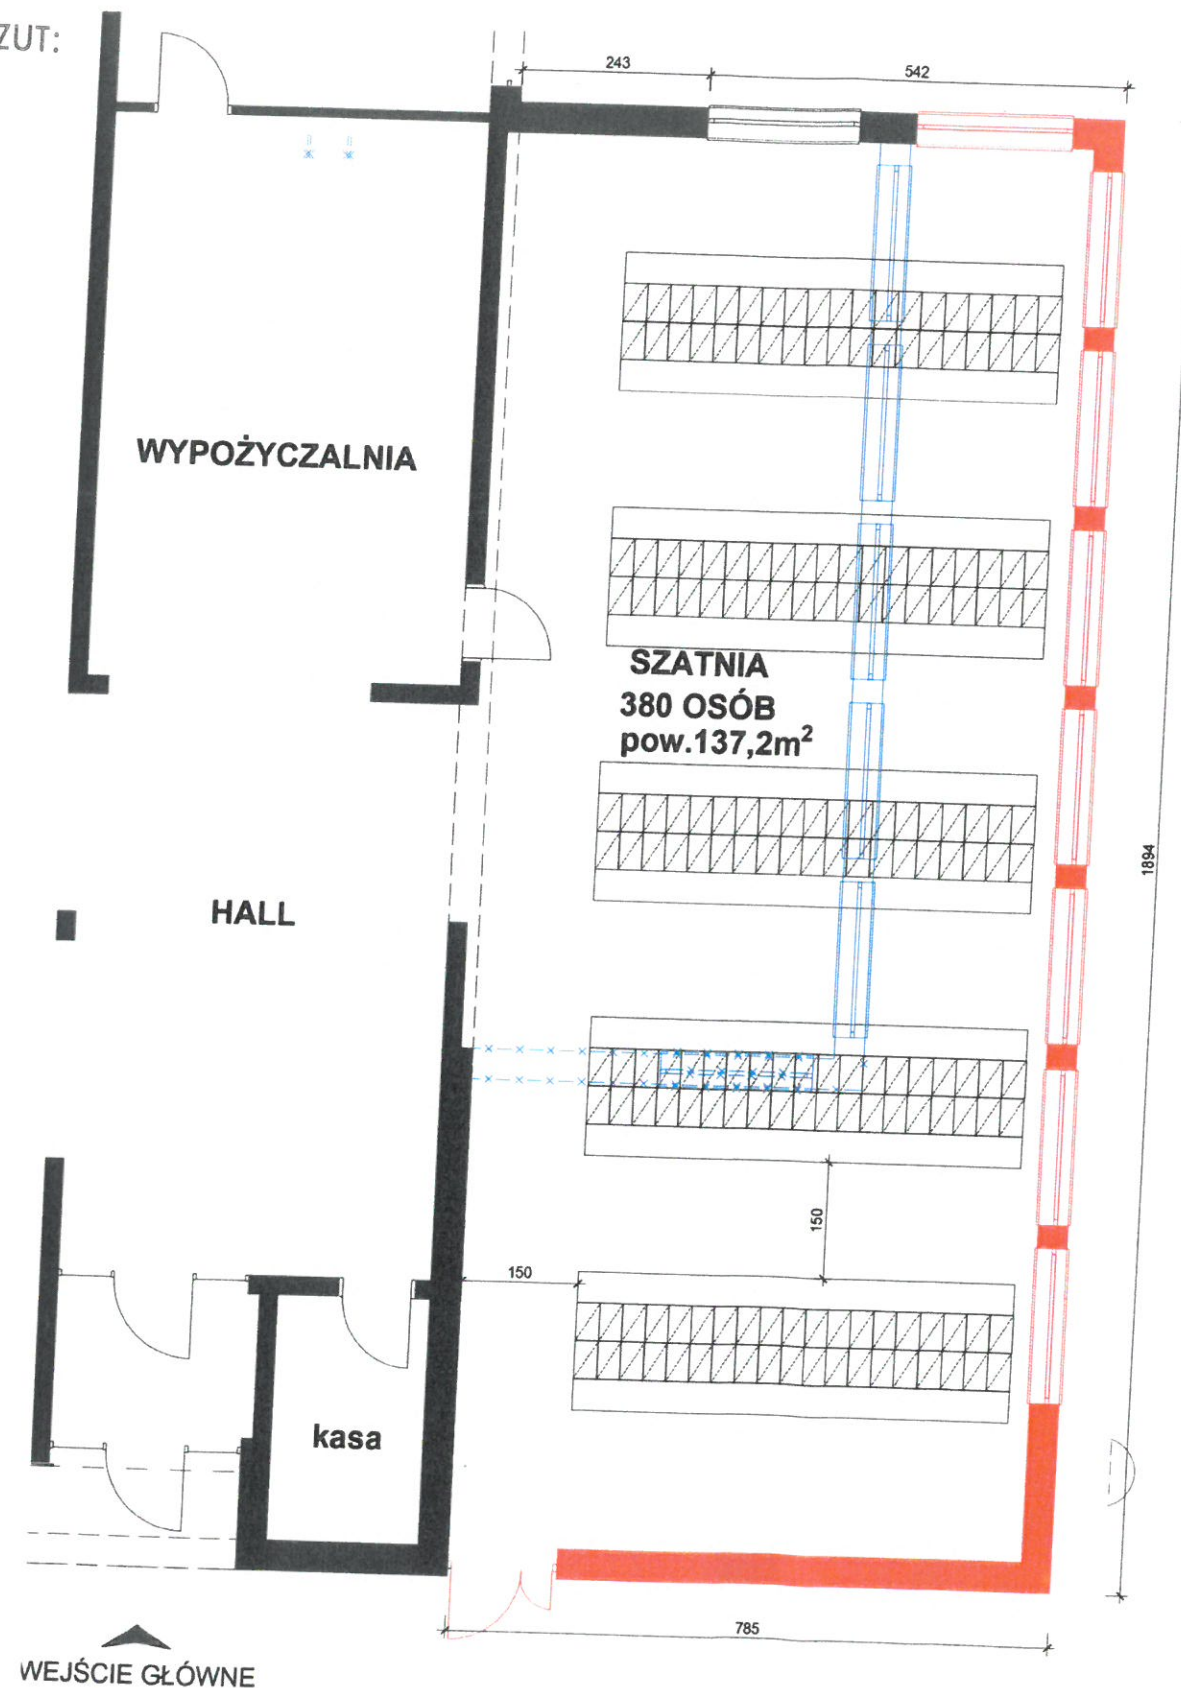 ZUT:
243
542
WYPOŻYCZALNIA
SZATNIA
380 OSÓB
pow.137,2m²
1894
HALL
150
150
kasa
785
WEJŚCIE GŁÓWNE